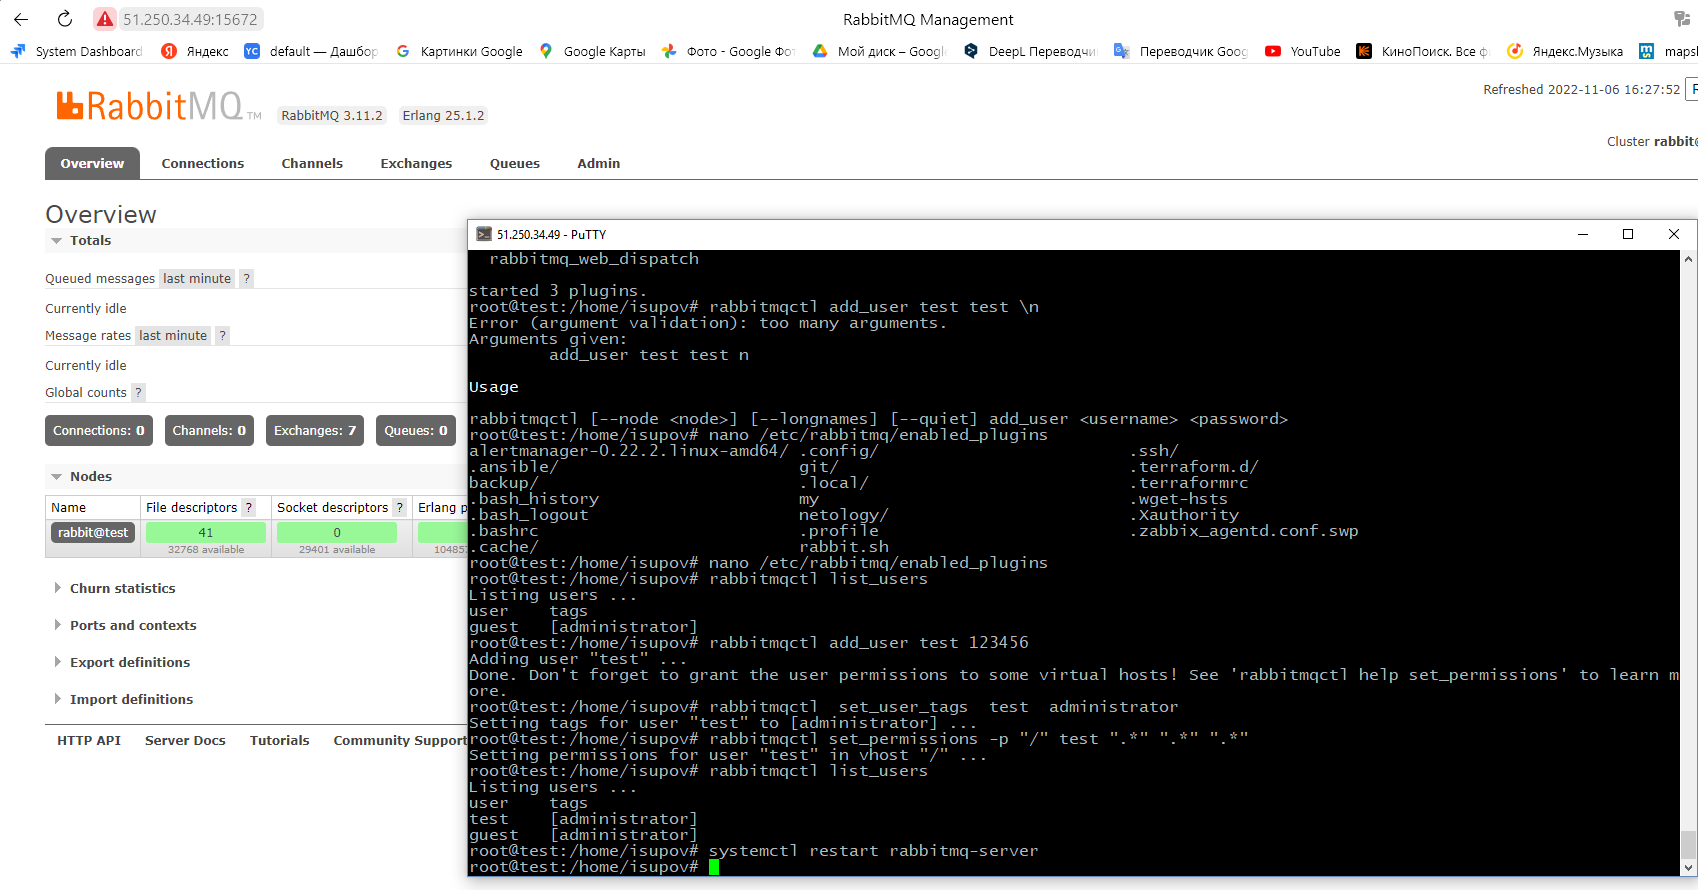 51.250.34.49:15672
RabbitMQ Management
System Dashboard
Яндекс
default — Дашбор
Картинки Google
Google Карты
Фото - Google Фот
Мой диск – Google
DeepL Переводчи
Переводчик Goog
YouTube
КиноПоиск. Все ф
Яндекс.Музыка
mapsl
RabbitMQ TM
RabbitMQ 3.11.2
Erlang 25.1.2
Refreshed 2022-11-06 16:27:52
Cluster rabbit@
Overview Connections Channels Exchanges Queues Admin
Overview
Totals
Queued messages last minute ?
Currently idle
Message rates last minute ?
Currently idle
Global counts ?
Connections: 0 Channels: 0 Exchanges: 7 Queues: 0
Nodes
Name File descriptors ? Socket descriptors ? Erlang p
rabbit@test 41 0
32768 available 29401 available 10485
Churn statistics
Ports and contexts
Export definitions
Import definitions
HTTP API Server Docs Tutorials Community Support
51.250.34.49 - PuTTY
rabbitmq_web_dispatch
started 3 plugins.
root@test:/home/isupov# rabbitmqctl add_user test test \n
Error (argument validation): too many arguments.
Arguments given:
add_user test test n
Usage
rabbitmqctl [--node <node>] [--longnames] [--quiet] add_user <username> <password>
root@test:/home/isupov# nano /etc/rabbitmq/enabled_plugins
alertmanager-0.22.2.linux-amd64/ .config/ .ssh/
.ansible/ git/ .terraform.d/
backup/ .local/ .terraformrc
.bash_history my .wget-hsts
.bash_logout netology/ .Xauthority
.bashrc .profile .zabbix_agentd.conf.swp
.cache/ rabbit.sh
root@test:/home/isupov# nano /etc/rabbitmq/enabled_plugins
root@test:/home/isupov# rabbitmqctl list_users
Listing users ...
user tags
guest [administrator]
root@test:/home/isupov# rabbitmqctl add_user test 123456
Adding user "test" ...
Done. Don't forget to grant the user permissions to some virtual hosts! See 'rabbitmqctl help set_permissions' to learn m
ore.
root@test:/home/isupov# rabbitmqctl set_user_tags test administrator
Setting tags for user "test" to [administrator] ...
root@test:/home/isupov# rabbitmqctl set_permissions -p "/" test ".*" ".*" ".*"
Setting permissions for user "test" in vhost "/" ...
root@test:/home/isupov# rabbitmqctl list_users
Listing users ...
user tags
test [administrator]
guest [administrator]
root@test:/home/isupov# systemctl restart rabbitmq-server
root@test:/home/isupov#